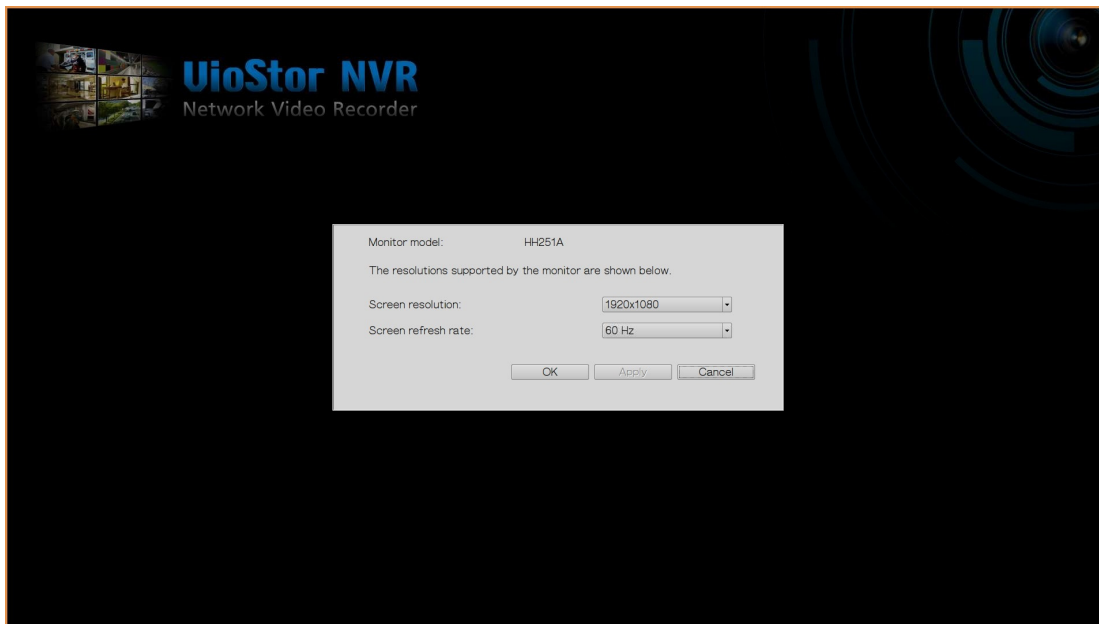 VioStor NVR
Network Video Recorder
Monitor model: HH251A
The resolutions supported by the monitor are shown below.
Screen resolution: 1920x1080
Screen refresh rate: 60 Hz
OK Apply Cancel